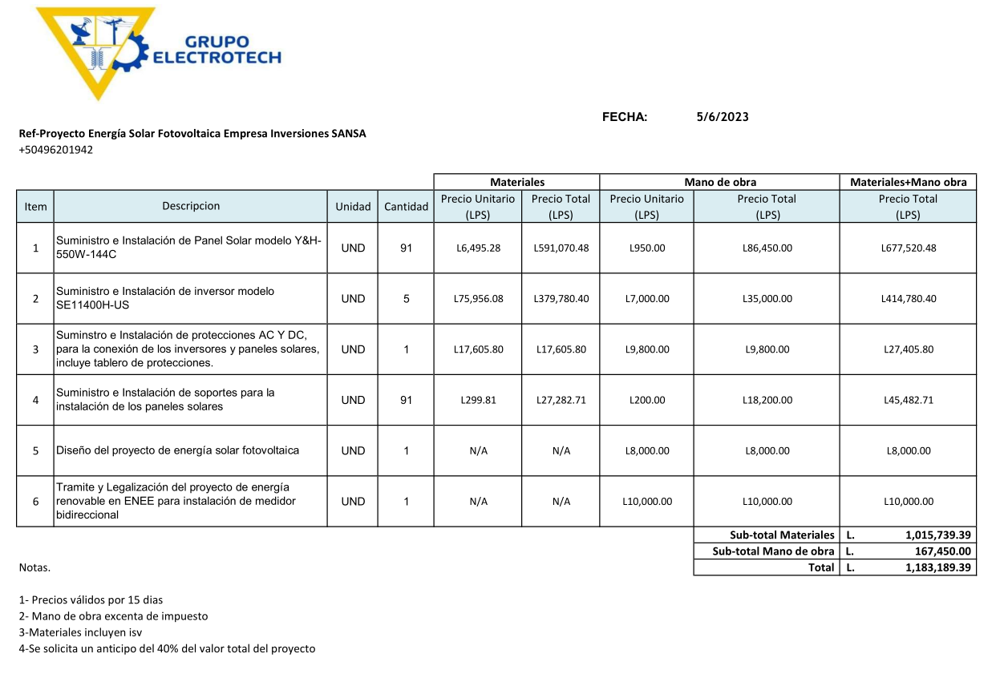 GRUPO
ELECTROTECH
FECHA: 5/6/2023
Ref-Proyecto Energía Solar Fotovoltaica Empresa Inversiones SANSA
+50496201942
Materiales Mano de obra Materiales+Mano obra
Item Descripcion Unidad Cantidad Precio Unitario (LPS) Precio Total (LPS) Precio Unitario (LPS) Precio Total (LPS) Precio Total (LPS)
1 Suministro e Instalación de Panel Solar modelo Y&H-
550W-144C UND 91 L6,495.28 L591,070.48 L950.00 L86,450.00 L677,520.48
2 Suministro e Instalación de inversor modelo
SE11400H-US UND 5 L75,956.08 L379,780.40 L7,000.00 L35,000.00 L414,780.40
3 Suminstro e Instalación de protecciones AC Y DC,
para la conexión de los inversores y paneles solares,
incluye tablero de protecciones. UND 1 L17,605.80 L17,605.80 L9,800.00 L9,800.00 L27,405.80
4 Suministro e Instalación de soportes para la
instalación de los paneles solares UND 91 L299.81 L27,282.71 L200.00 L18,200.00 L45,482.71
5 Diseño del proyecto de energía solar fotovoltaica UND 1 N/A N/A L8,000.00 L8,000.00 L8,000.00
6 Tramite y Legalización del proyecto de energía
renovable en ENEE para instalación de medidor
bidireccional UND 1 N/A N/A L10,000.00 L10,000.00 L10,000.00
Sub-total Materiales L. 1,015,739.39
Sub-total Mano de obra L. 167,450.00
Notas. Total L. 1,183,189.39
1- Precios válidos por 15 dias
2- Mano de obra excenta de impuesto
3-Materiales incluyen isv
4-Se solicita un anticipo del 40% del valor total del proyecto